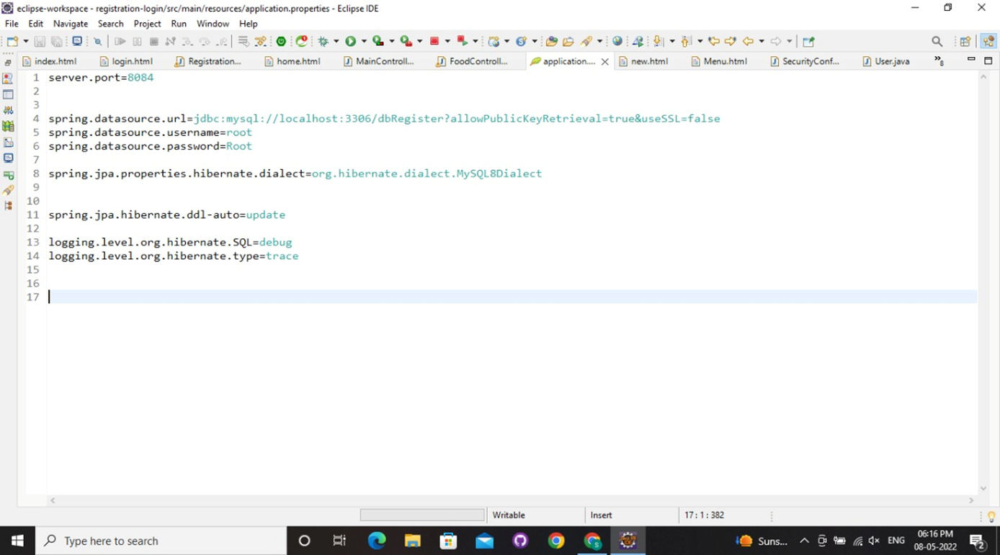 eclipse-workspace - registration-login/src/main/resources/application.properties - Eclipse IDE
File Edit Navigate Search Project Run Window Help
index.html login.html Registration... home.html MainControll... FoodControll... application.... new.html Menu.html SecurityConf... User.java »8
1 server.port=8084
2
3
4 spring.datasource.url=jdbc:mysql://localhost:3306/dbRegister?allowPublicKeyRetrieval=true&useSSL=false
5 spring.datasource.username=root
6 spring.datasource.password=Root
7
8 spring.jpa.properties.hibernate.dialect=org.hibernate.dialect.MySQL8Dialect
9
10
11 spring.jpa.hibernate.ddl-auto=update
12
13 logging.level.org.hibernate.SQL=debug
14 logging.level.org.hibernate.type=trace
15
16
17
Writable Insert 17 : 1 : 382
Type here to search Suns... ENG 06:16 PM 2
08-05-2022